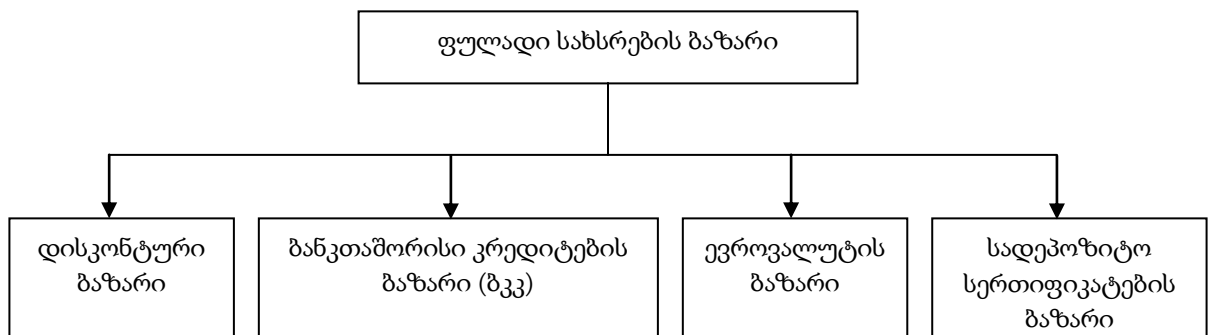 ფულადი სახსრების ბაზარი
დისკონტური
ბაზარი
ბანკთაშორისი კრედიტების
ბაზარი (ბკკ)
ევროვალუტის
ბაზარი
სადეპოზიტო
სერთიფიკატების
ბაზარი